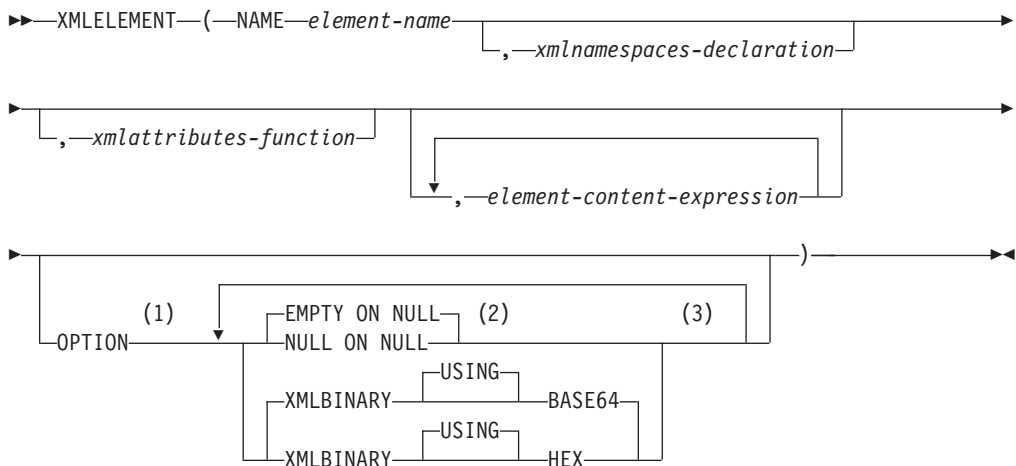 XMLELEMENT ( NAME element-name
, xmlnamespaces-declaration
, xmlattributes-function
, element-content-expression
)
(1) EMPTY ON NULL (2) (3)
OPTION NULL ON NULL
USING
XMLBINARY BASE64
USING
XMLBINARY HEX